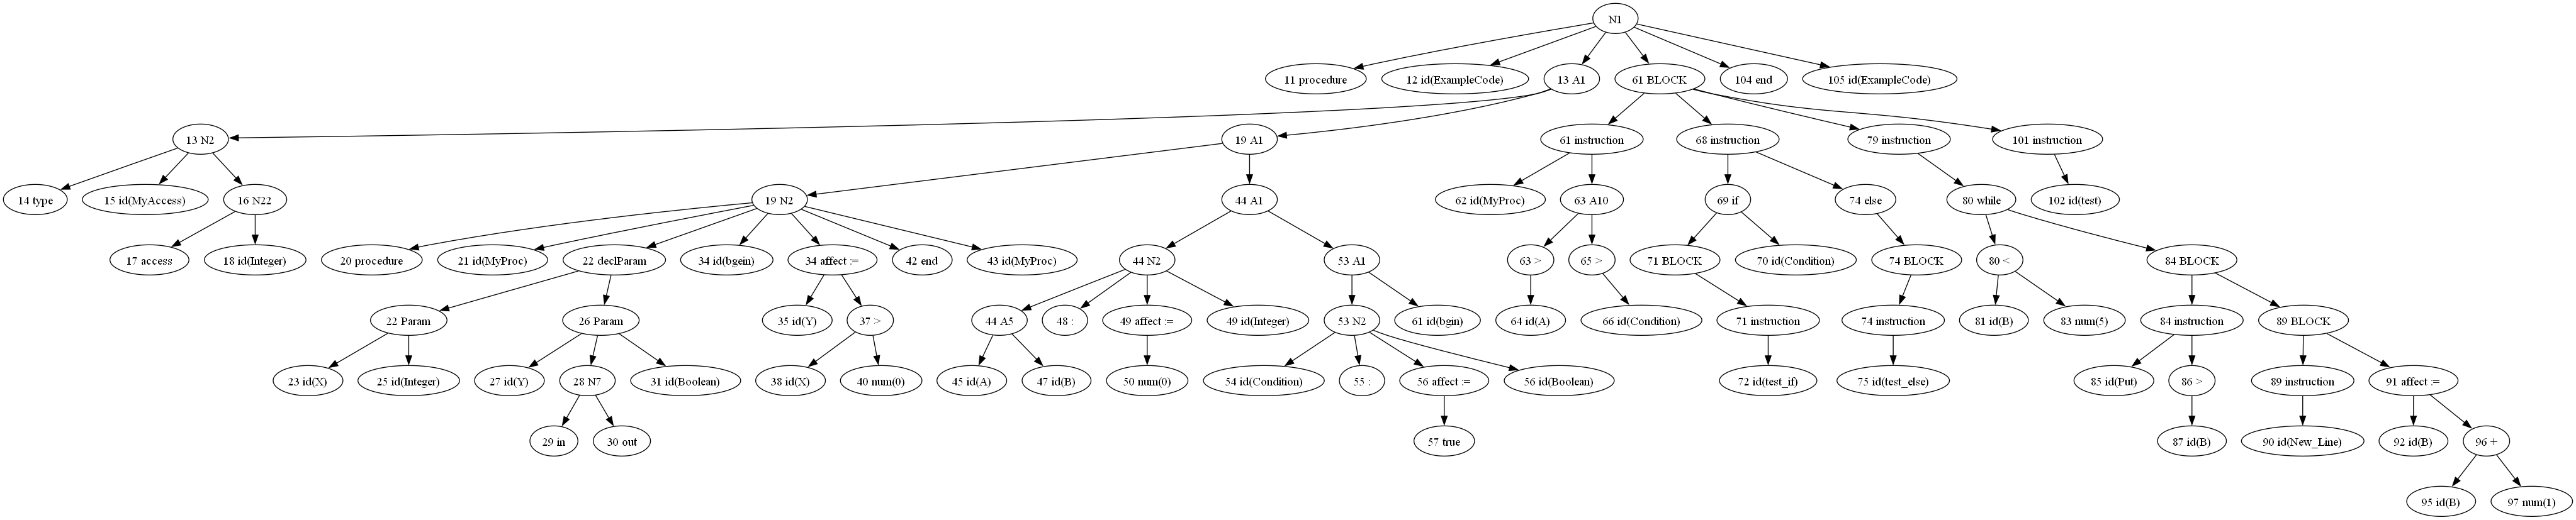 N1
11 procedure
12 id(ExampleCode)
13 A1
61 BLOCK
104 end
105 id(ExampleCode)
13 N2
19 A1
61 instruction
68 instruction
79 instruction
101 instruction
14 type
15 id(MyAccess)
16 N22
19 N2
44 A1
62 id(MyProc)
63 A10
69 if
74 else
80 while
102 id(test)
17 access
18 id(Integer)
20 procedure
21 id(MyProc)
22 declParam
34 id(bgein)
34 affect :=
42 end
43 id(MyProc)
44 N2
53 A1
63 >
65 >
71 BLOCK
70 id(Condition)
74 BLOCK
80 <
84 BLOCK
22 Param
26 Param
35 id(Y)
37 >
44 A5
48 :
49 affect :=
49 id(Integer)
53 N2
61 id(bgin)
64 id(A)
66 id(Condition)
71 instruction
74 instruction
81 id(B)
83 num(5)
84 instruction
89 BLOCK
23 id(X)
25 id(Integer)
27 id(Y)
28 N7
31 id(Boolean)
38 id(X)
40 num(0)
45 id(A)
47 id(B)
50 num(0)
54 id(Condition)
55 :
56 affect :=
56 id(Boolean)
72 id(test_if)
75 id(test_else)
85 id(Put)
86 >
89 instruction
91 affect :=
29 in
30 out
57 true
87 id(B)
90 id(New_Line)
92 id(B)
96 +
95 id(B)
97 num(1)